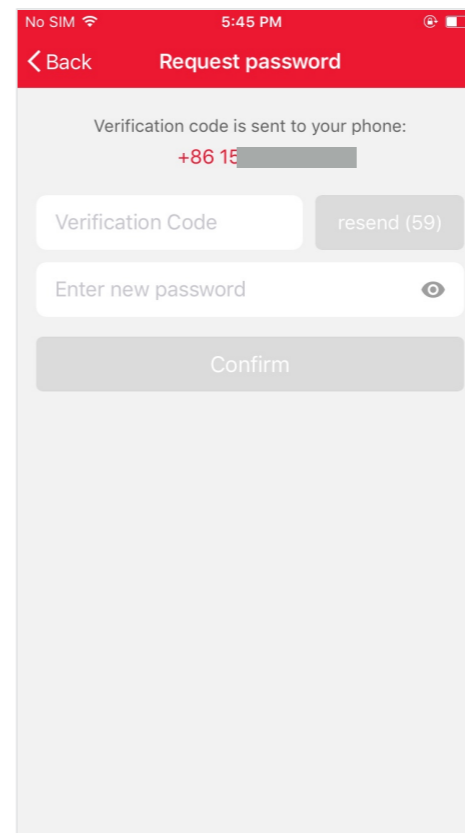 No SIM 5:45 PM
Back Request password
Verification code is sent to your phone:
+86 15
Verification Code resend (59)
Enter new password
Confirm